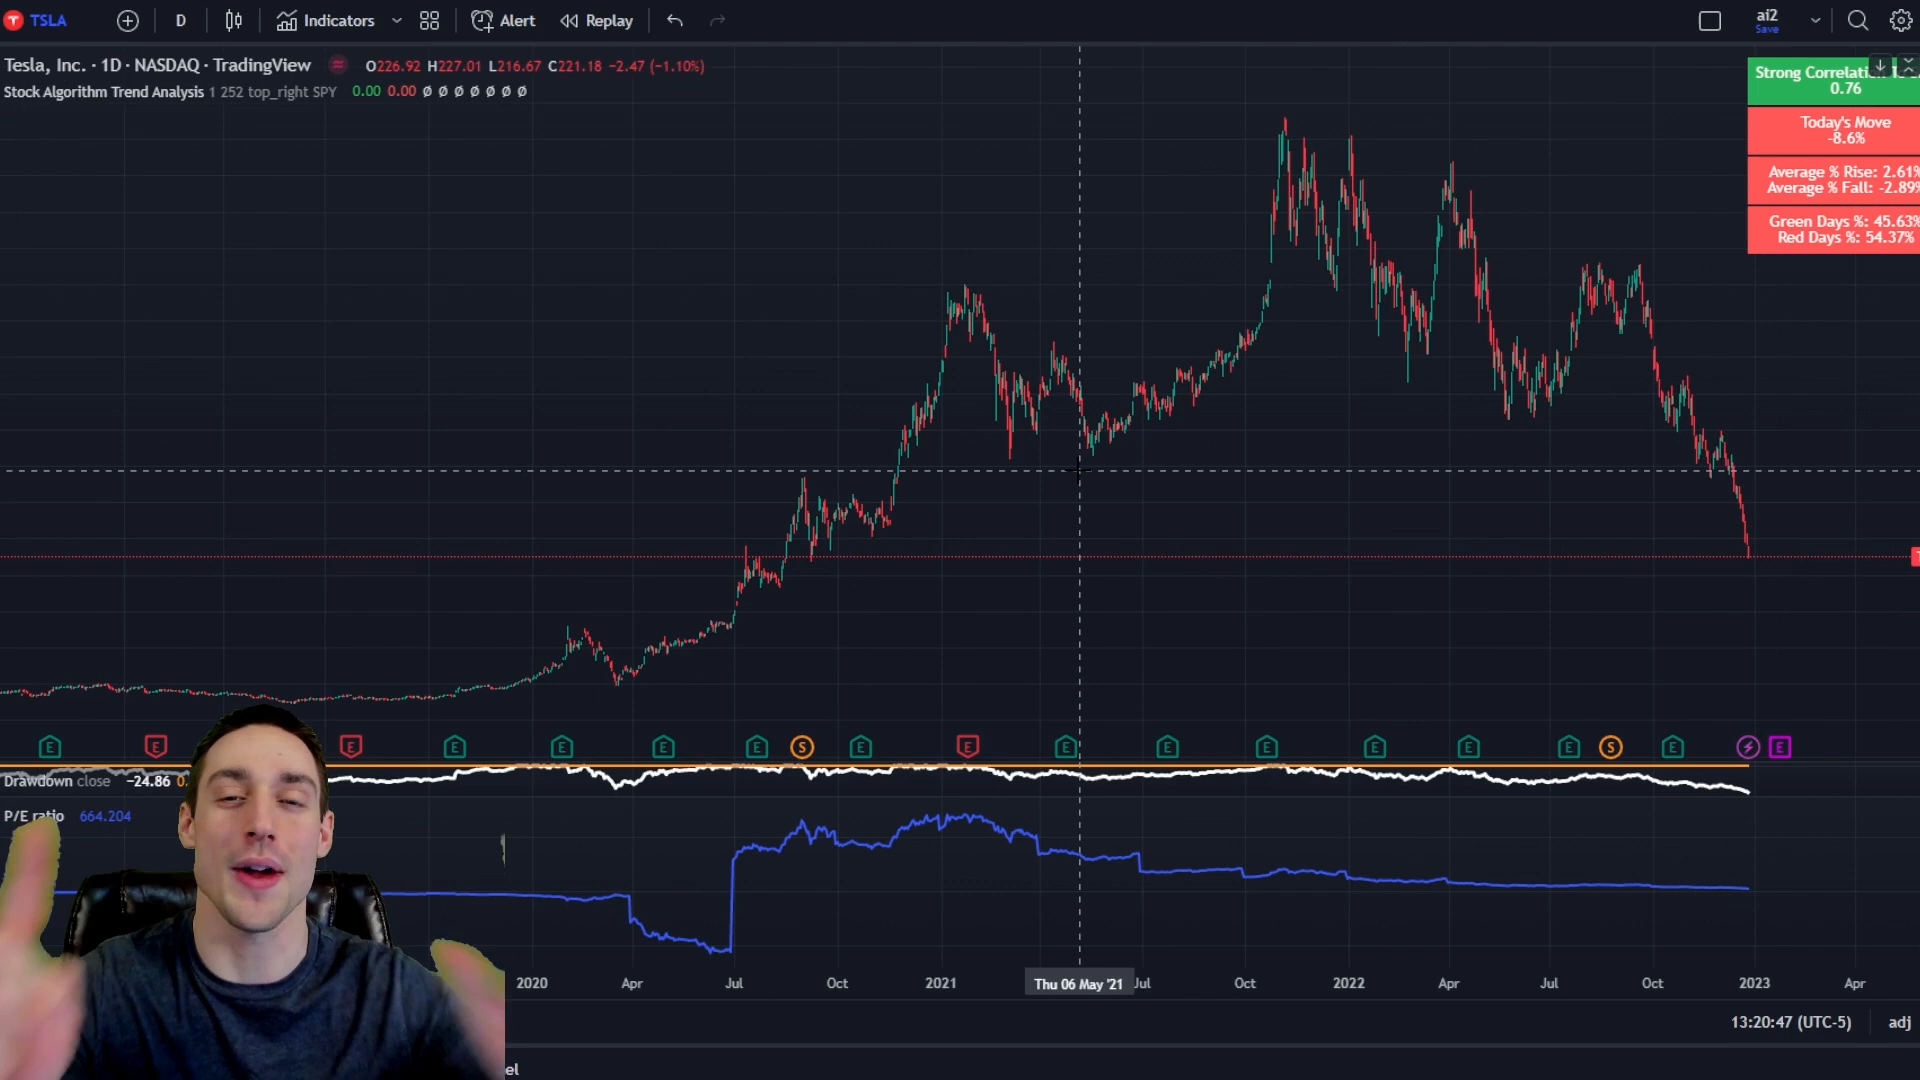 TSLA D Indicators Alert Replay ai2
Save
Tesla, Inc. · 1D · NASDAQ · TradingView O226.92 H227.01 L216.67 C221.18 −2.47 (−1.10%)
Stock Algorithm Trend Analysis 1 252 top_right SPY 0.00 0.00 Ø Ø Ø Ø Ø Ø Ø
Strong
0.76
Today's Move
-8.6%
Average % Rise: 2.61%
Average % Fall: -2.89%
Green Days %: 45.63%
Red Days %: 54.37%
E E E E E E E S E E E E E E E E S E E
Drawdown close −24.86
P/E ratio 664.204
2020 Apr Jul Oct 2021 Thu 06 May '21 Jul Oct 2022 Apr Jul Oct 2023 Apr
13:20:47 (UTC-5) adj